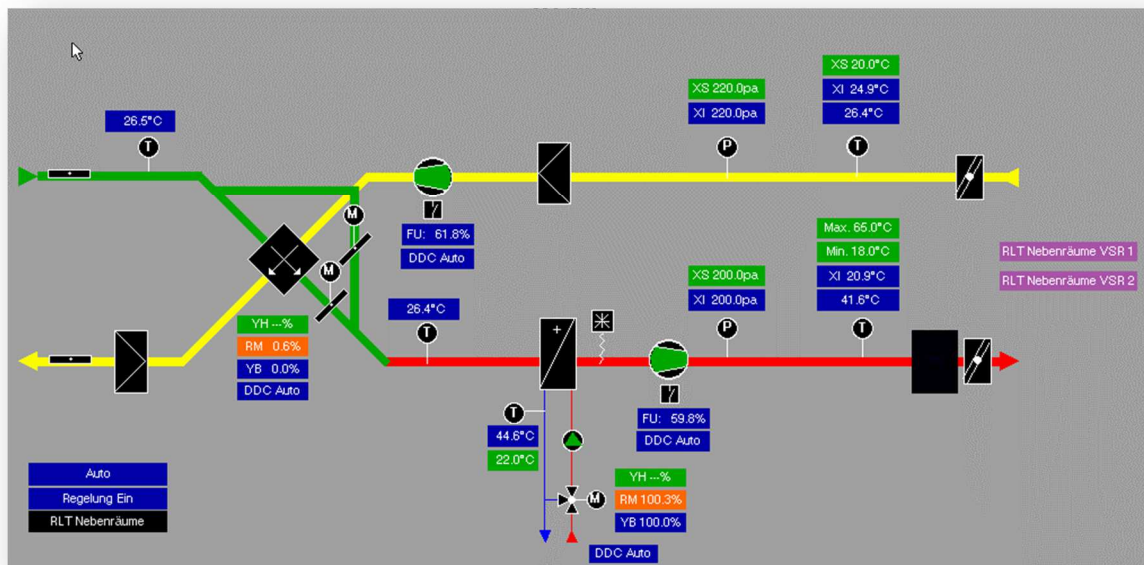 XS 20.0°C
XS 220.0pa
XI 24.9°C
26.5°C
XI 220.0pa
26.4°C
T
P
T
M
FU: 61.8%
DDC Auto
Max. 65.0°C
Min. 18.0°C
RLT Nebenräume VSR 1
XS 200.0pa
XI 20.9°C
RLT Nebenräume VSR 2
M
26.4°C
XI 200.0pa
41.6°C
T
P
T
YH ---%
RM 0.6%
YB 0.0%
DDC Auto
+
T
44.6°C
22.0°C
FU: 59.8%
DDC Auto
Auto
Regelung Ein
RLT Nebenräume
YH ---%
M
RM 100.3%
YB 100.0%
DDC Auto